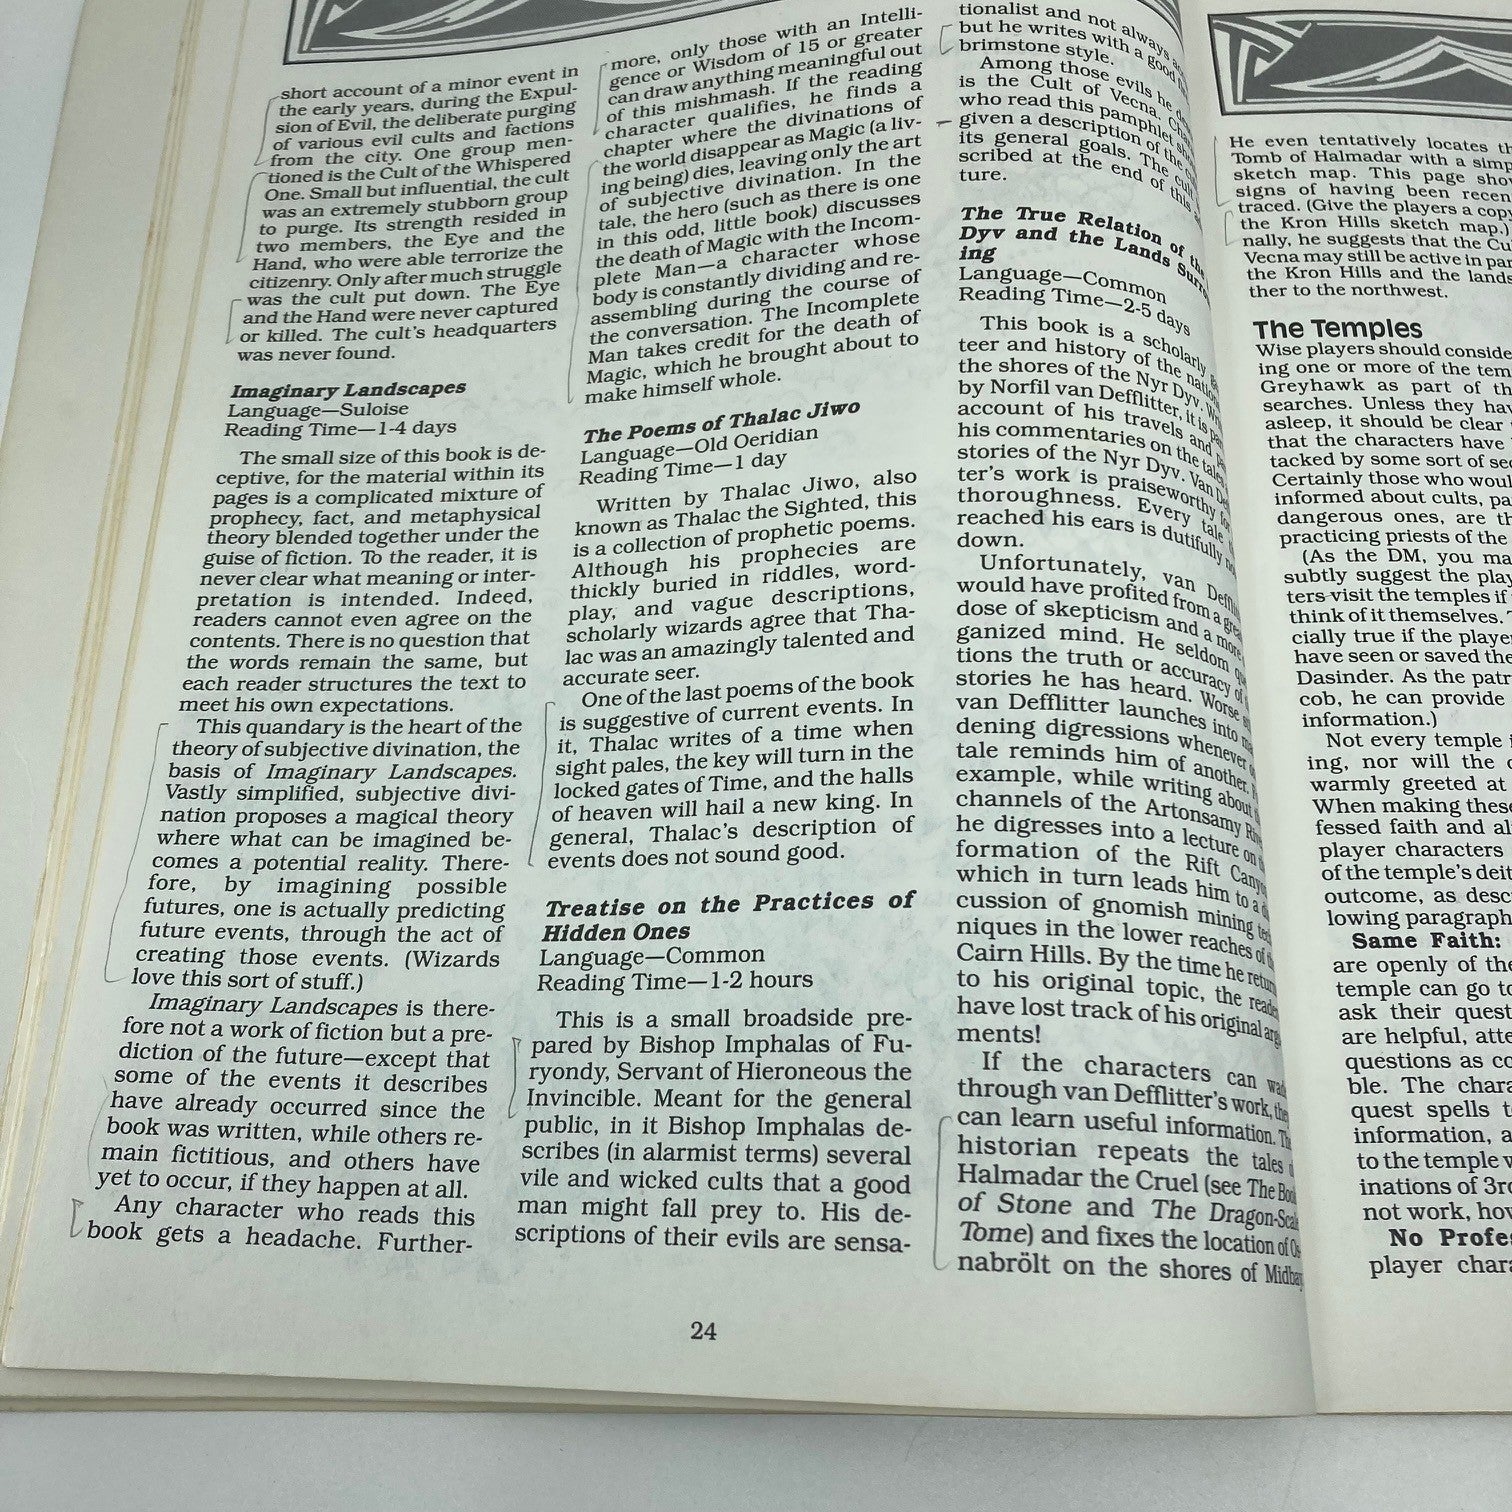 short account of a minor event in
the early years, during the Expul-
sion of Evil, the deliberate purging
of various evil cults and factions
from the city. One group men-
tioned is the Cult of the Whispered
One. Small but influential, the cult
was an extremely stubborn group
to purge. Its strength resided in
two members, the Eye and the
Hand, who were able terrorize the
citizenry. Only after much struggle
was the cult put down. The Eye
and the Hand were never captured
or killed. The cult's headquarters
was never found.
Imaginary Landscapes
Language—Suloise
Reading Time—1-4 days
The small size of this book is de-
ceptive, for the material within its
pages is a complicated mixture of
prophecy, fact, and metaphysical
theory blended together under the
guise of fiction. To the reader, it is
never clear what meaning or inter-
pretation is intended. Indeed,
readers cannot even agree on the
contents. There is no question that
the words remain the same, but
each reader structures the text to
meet his own expectations.
This quandary is the heart of the
theory of subjective divination, the
basis of Imaginary Landscapes.
Vastly simplified, subjective divi-
nation proposes a magical theory
where what can be imagined be-
comes a potential reality. There-
fore, by imagining possible
futures, one is actually predicting
future events, through the act of
creating those events. (Wizards
love this sort of stuff.)
Imaginary Landscapes is there-
fore not a work of fiction but a pre-
diction of the future—except that
some of the events it describes
have already occurred since the
book was written, while others re-
main fictitious, and others have
yet to occur, if they happen at all.
Any character who reads this
book gets a headache. Further-
more, only those with an Intelli-
gence or Wisdom of 15 or greater
can draw anything meaningful out
of this mishmash. If the reading
character qualifies, he finds a
chapter where the divinations of
the world disappear as Magic (a liv-
ing being) dies, leaving only the art
of subjective divination. In the
tale, the hero (such as there is one
in this odd, little book) discusses
the death of Magic with the Incom-
plete Man—a character whose
body is constantly dividing and re-
assembling during the course of
the conversation. The Incomplete
Man takes credit for the death of
Magic, which he brought about to
make himself whole.
The Poems of Thalac Jiwo
Language—Old Oeridian
Reading Time—1 day
Written by Thalac Jiwo, also
known as Thalac the Sighted, this
is a collection of prophetic poems.
Although his prophecies are
thickly buried in riddles, word-
play, and vague descriptions,
scholarly wizards agree that Tha-
lac was an amazingly talented and
accurate seer.
One of the last poems of the book
is suggestive of current events. In
it, Thalac writes of a time when
sight pales, the key will turn in the
locked gates of Time, and the halls
of heaven will hail a new king. In
general, Thalac's description of
events does not sound good.
Treatise on the Practices of
Hidden Ones
Language—Common
Reading Time—1-2 hours
This is a small broadside pre-
pared by Bishop Imphalas of Fu-
ryondy, Servant of Hieroneous the
Invincible. Meant for the general
public, in it Bishop Imphalas de-
scribes (in alarmist terms) several
vile and wicked cults that a good
man might fall prey to. His de-
scriptions of their evils are sensa-
tionalist and not always
but he writes with a good
brimstone style.
Among those evils he
is the Cult of Vecna.
who read this pamphlet
given a description of the
its general goals. The cult
scribed at the end of this
ture.
The True Relation of the
Dyv and the Lands
ing
Language—Common
Reading Time—2-5 days
This book is a scholarly
teer and history of the
the shores of the Nyr Dyv.
by Norfil van Defflitter, it is
account of his travels and
his commentaries on the
stories of the Nyr Dyv. Van
ter's work is praiseworthy for
thoroughness. Every tale
reached his ears is dutifully
down.
Unfortunately, van
would have profited from a
dose of skepticism and a more
ganized mind. He seldom
tions the truth or accuracy of
stories he has heard. Worse
van Defflitter launches into
dening digressions whenever
tale reminds him of another.
example, while writing about
channels of the Artonsamy
he digresses into a lecture on
formation of the Rift
which in turn leads him to a
cussion of gnomish mining
niques in the lower reaches of
Cairn Hills. By the time he
to his original topic, the
have lost track of his original
ments!
If the characters can
through van Defflitter's work,
can learn useful information.
historian repeats the tales
Halmadar the Cruel (see The
of Stone and The Dragon-Scale
Tome) and fixes the location of
nabrölt on the shores of
24
He even tentatively locates
Tomb of Halmadar with a
sketch map. This page
signs of having been
traced. (Give the players a
the Kron Hills sketch map.)
nally, he suggests that the
Vecna may still be active in
the Kron Hills and the
ther to the northwest.
The Temples
Wise players should
ing one or more of the
Greyhawk as part of
searches. Unless they
asleep, it should be clear
that the characters have
tacked by some sort of
Certainly those who
informed about cults,
dangerous ones, are
practicing priests of the
(As the DM, you
subtly suggest the
ters visit the temples if
think of it themselves.
cially true if the
have seen or saved
Dasinder. As the
cob, he can provide
information.)
Not every temple
ing, nor will the
warmly greeted at
When making
fessed faith and
player characters
of the temple's
outcome, as
lowing
Same Faith:
are openly of
temple can go
ask their
are helpful,
questions as
ble. The
quest spells
information,
to the temple
inations of
not work,
No
player